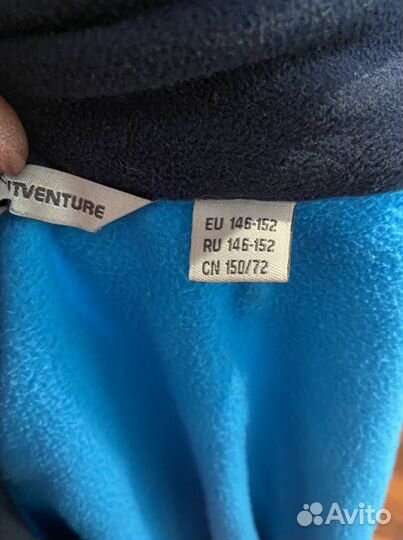 TVENTURE
EU 146-152
RU 146-152
CN 150/72
Avito